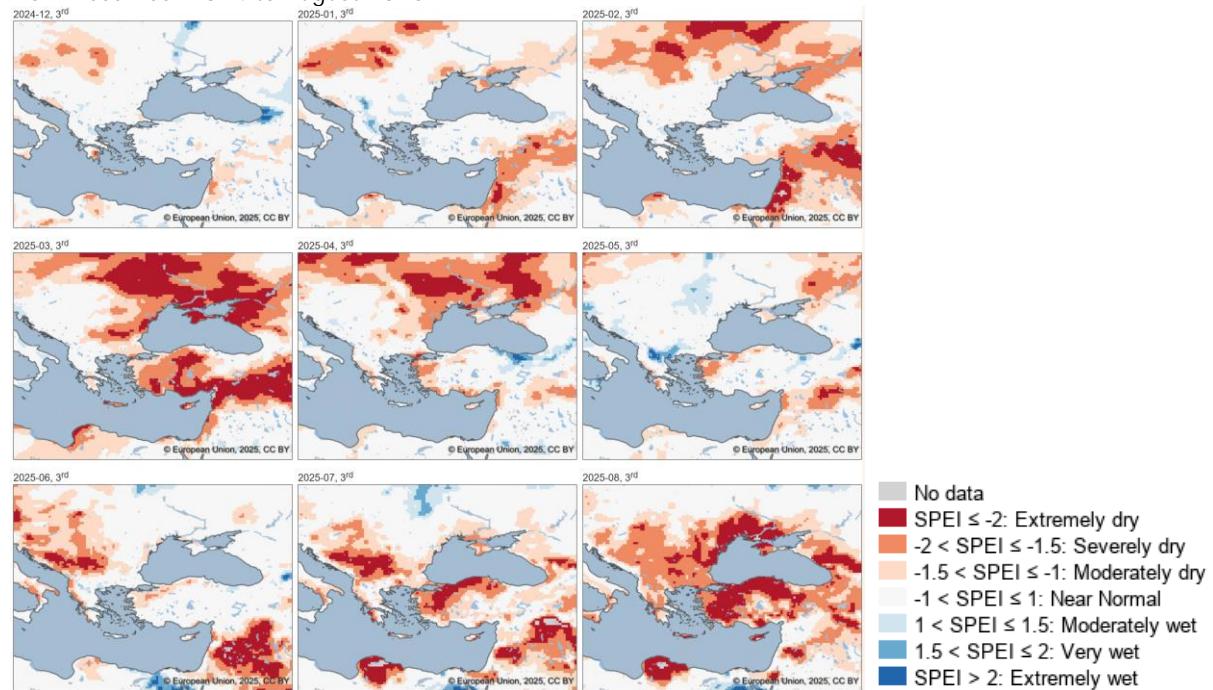 2024-12, 3rd
2025-01, 3rd
2025-02, 3rd
© European Union, 2025, CC BY
© European Union, 2025, CC BY
© European Union, 2025, CC BY
2025-03, 3rd
2025-04, 3rd
2025-05, 3rd
© European Union, 2025, CC BY
© European Union, 2025, CC BY
© European Union, 2025, CC BY
2025-06, 3rd
2025-07, 3rd
2025-08, 3rd
© European Union, 2025, CC BY
© European Union, 2025, CC BY
© European Union, 2025, CC BY
No data
SPEI ≤ -2: Extremely dry
-2 < SPEI ≤ -1.5: Severely dry
-1.5 < SPEI ≤ -1: Moderately dry
-1 < SPEI ≤ 1: Near Normal
1 < SPEI ≤ 1.5: Moderately wet
1.5 < SPEI ≤ 2: Very wet
SPEI > 2: Extremely wet